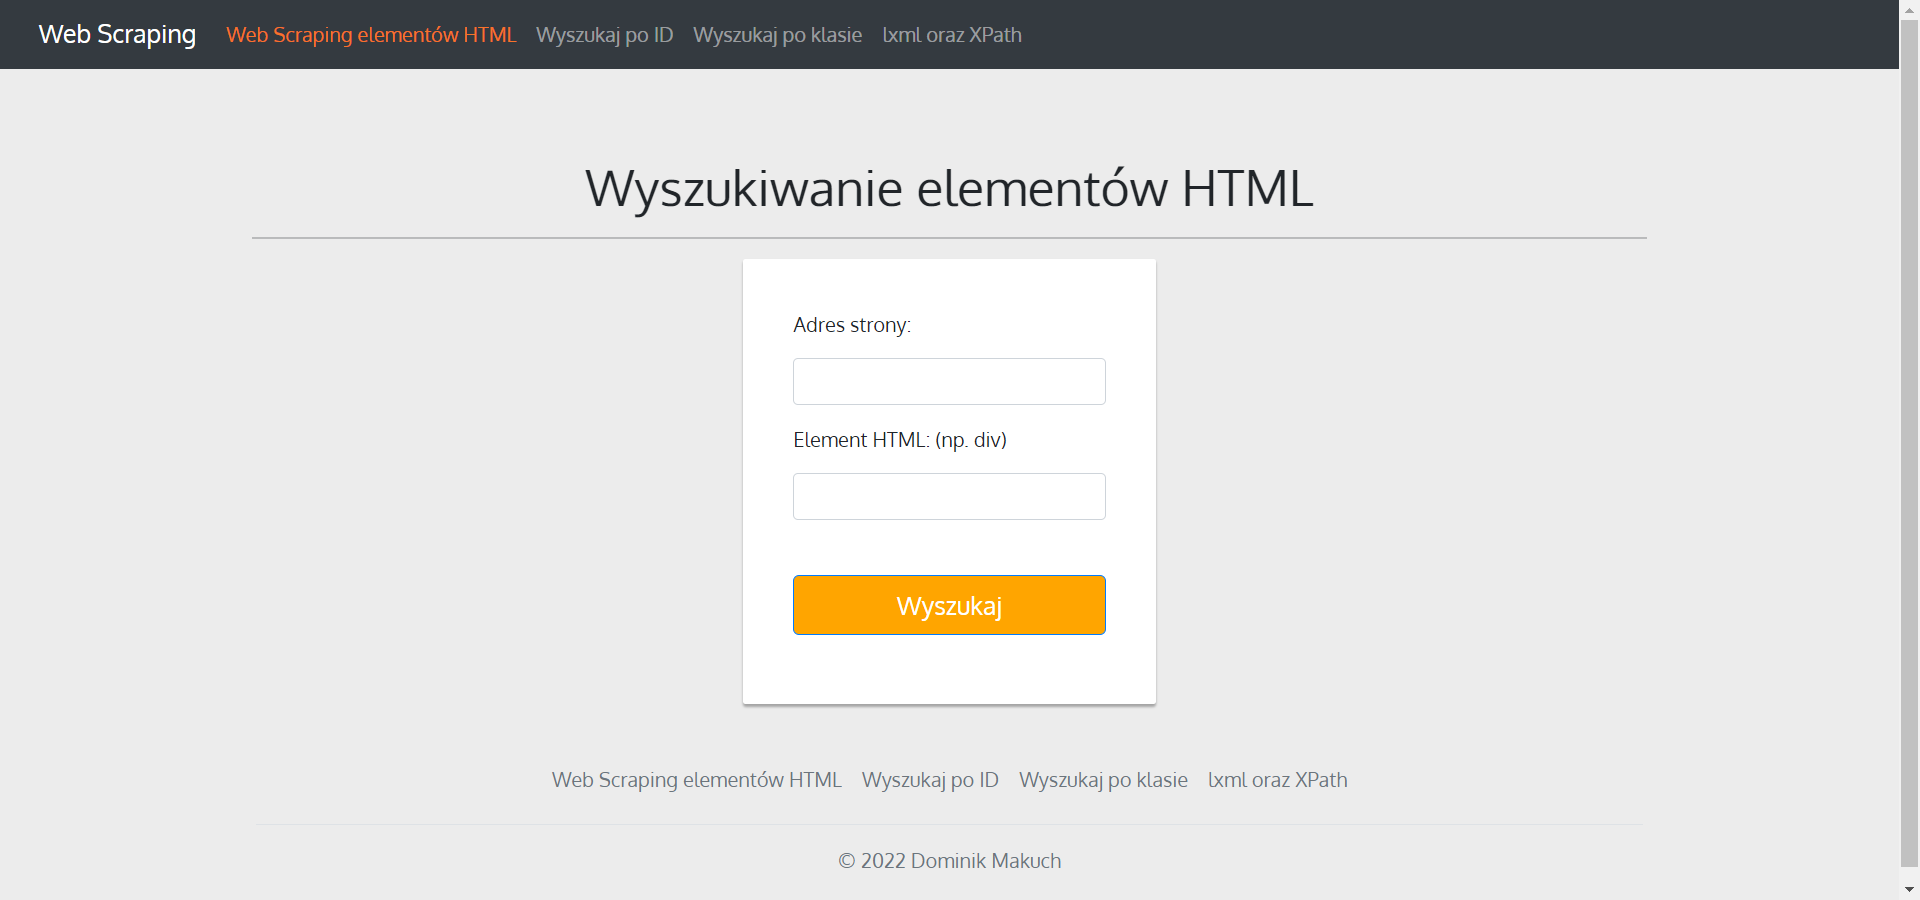 Web Scraping Web Scraping elementów HTML Wyszukaj po ID Wyszukaj po klasie lxml oraz XPath
Wyszukiwanie elementów HTML
Adres strony:
Element HTML: (np. div)
Wyszukaj
Web Scraping elementów HTML Wyszukaj po ID Wyszukaj po klasie lxml oraz XPath
© 2022 Dominik Makuch